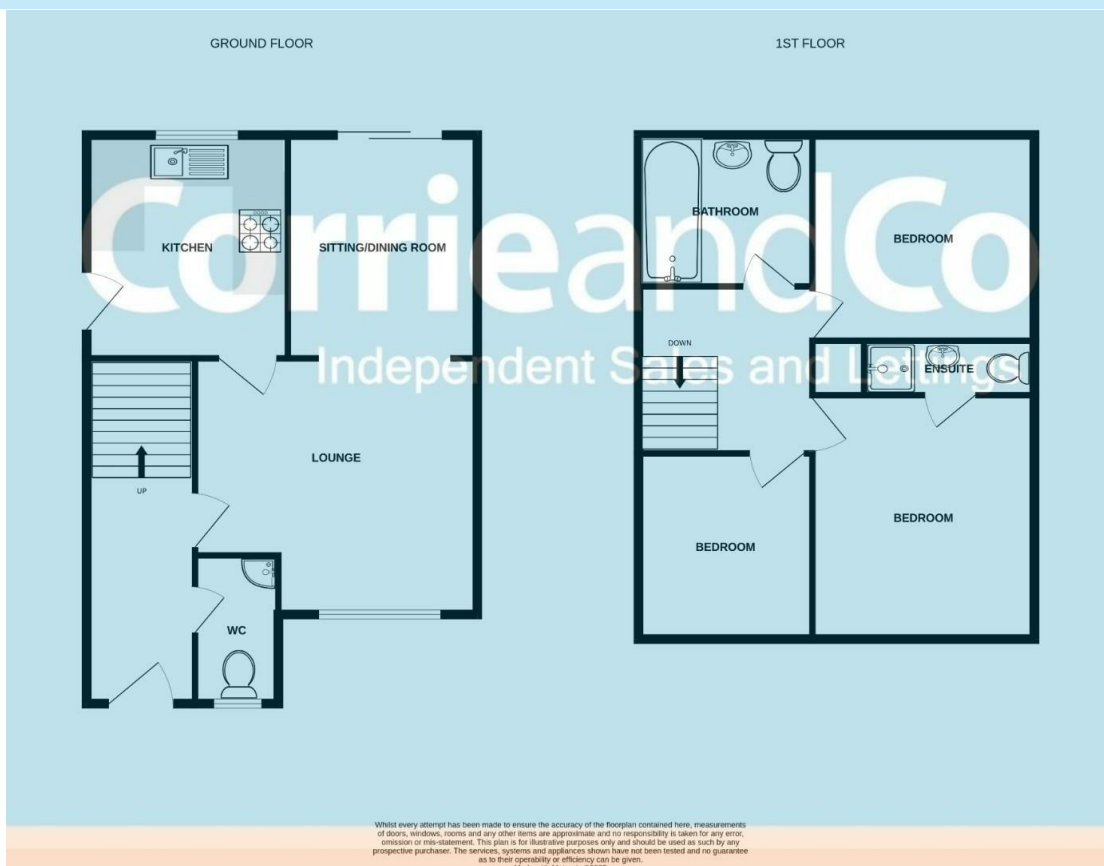 GROUND FLOOR
1ST FLOOR
CorrieandCo
Independent Sales and Lettings
KITCHEN
SITTING/DINING ROOM
LOUNGE
UP
WC
BATHROOM
BEDROOM
DOWN
ENSUITE
BEDROOM
BEDROOM
Whilst every attempt has been made to ensure the accuracy of the floorplan contained here, measurements
of doors, windows, rooms and any other items are approximate and no responsibility is taken for any error,
omission or mis-statement. This plan is for illustrative purposes only and should be used as such by any
prospective purchaser. The services, systems and appliances shown have not been tested and no guarantee
as to their operability or efficiency can be given.